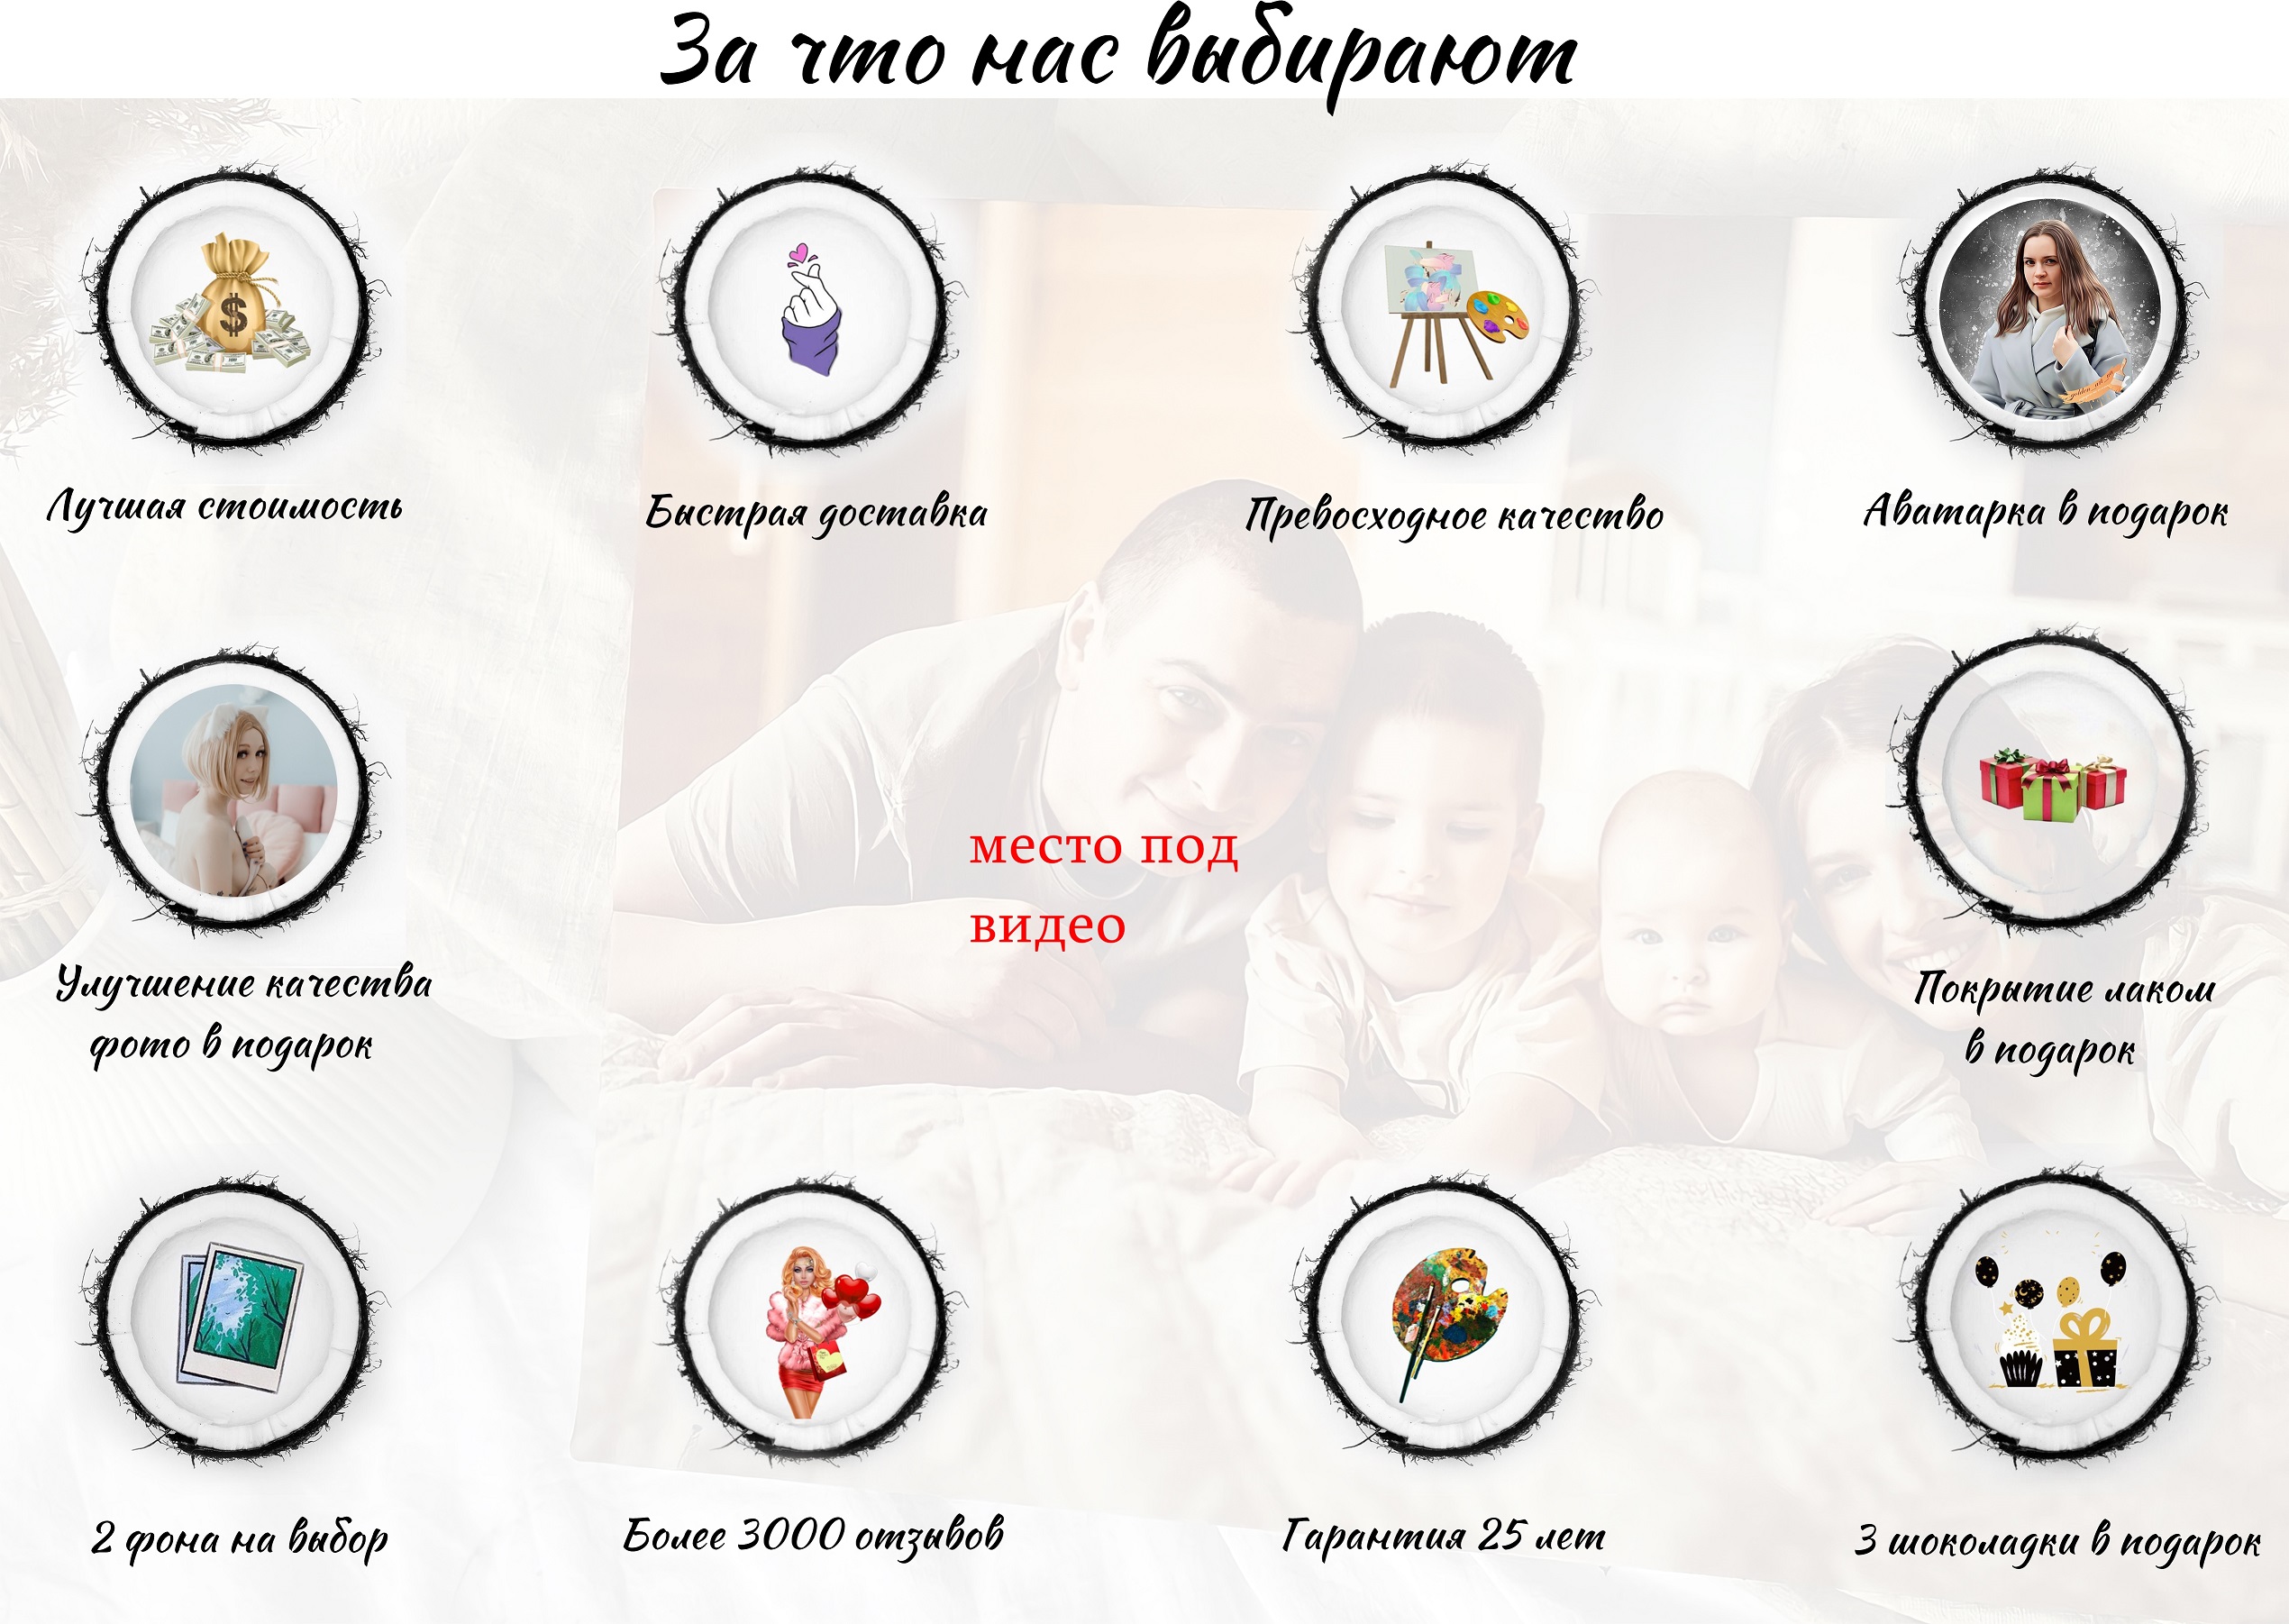 За что нас выбирают
Лучшая стоимость
Быстрая доставка
Превосходное качество
Аватарка в подарок
место под
видео
Улучшение качества
фото в подарок
Покрытие лаком
в подарок
2 фона на выбор
Более 3000 отзывов
Гарантия 25 лет
3 шоколадки в подарок